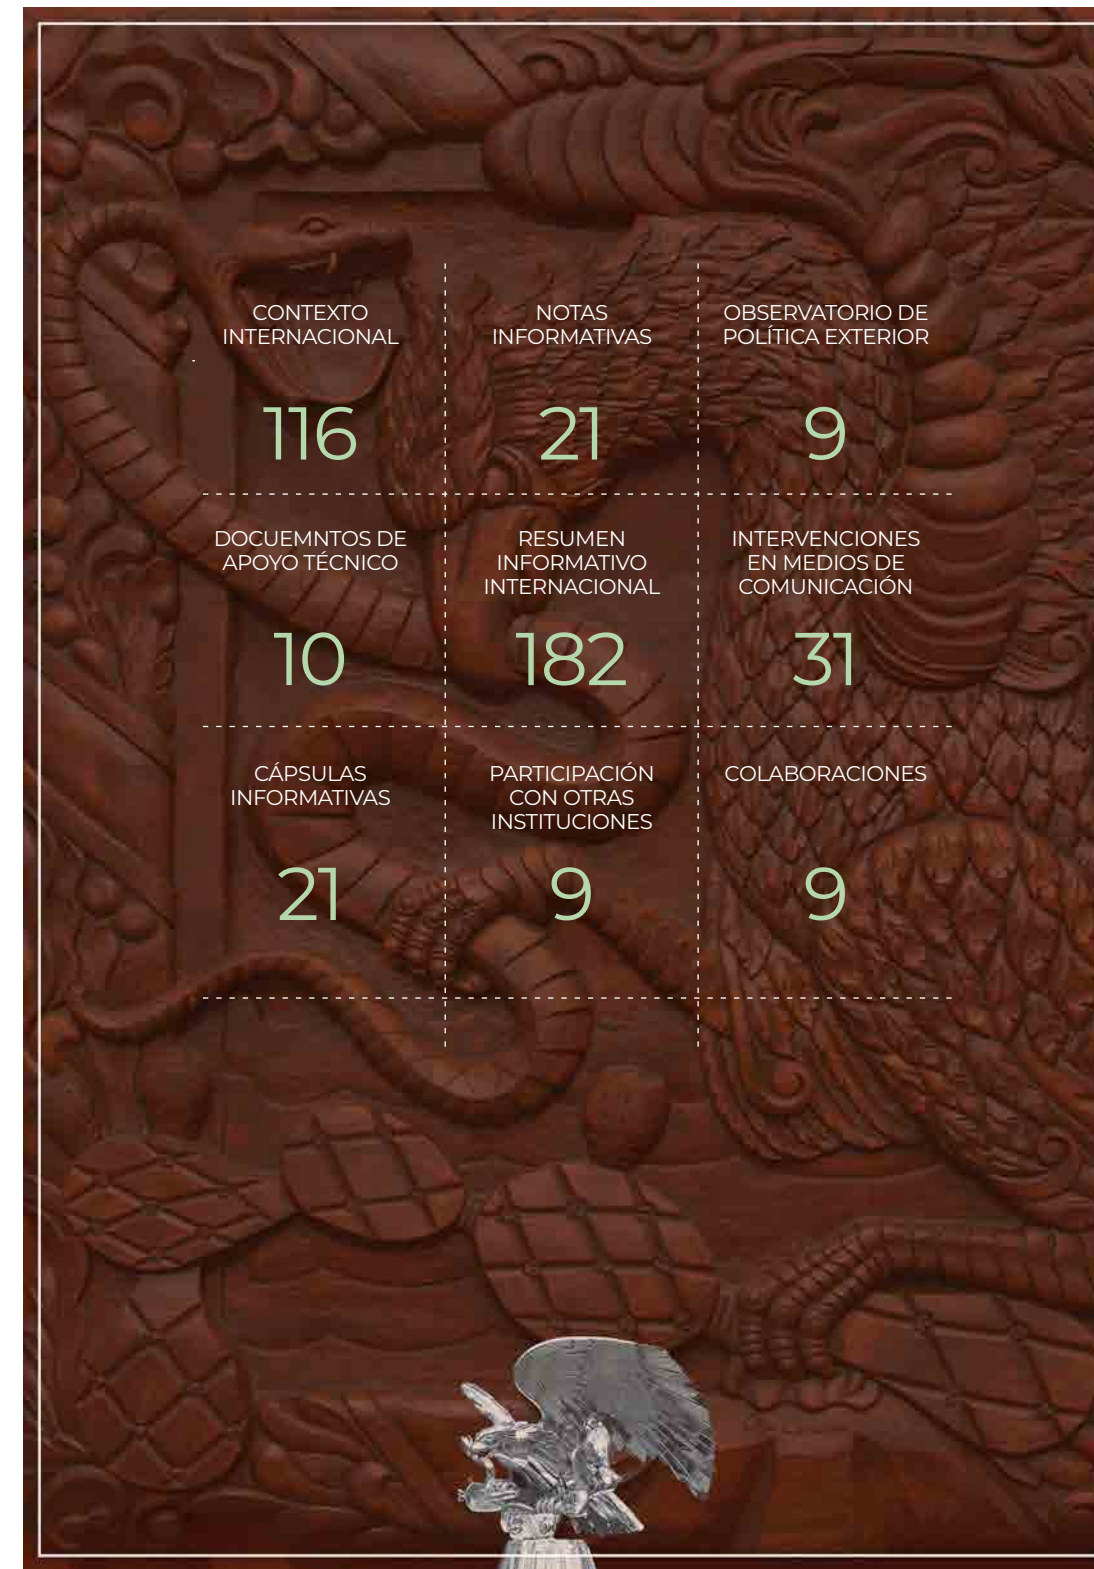 CONTEXTO
INTERNACIONAL
116
NOTAS
INFORMATIVAS
21
OBSERVATORIO DE
POLÍTICA EXTERIOR
9
DOCUEMNTOS DE
APOYO TÉCNICO
10
RESUMEN
INFORMATIVO
INTERNACIONAL
182
INTERVENCIONES
EN MEDIOS DE
COMUNICACIÓN
31
CÁPSULAS
INFORMATIVAS
21
PARTICIPACIÓN
CON OTRAS
INSTITUCIONES
9
COLABORACIONES
9